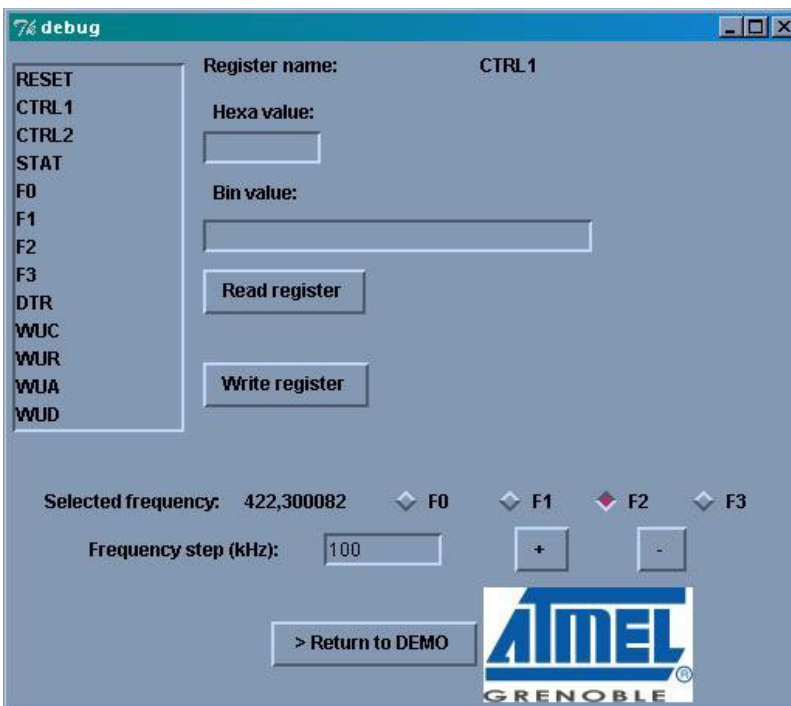 debug
RESET
CTRL1
CTRL2
STAT
F0
F1
F2
F3
DTR
WUC
WUR
WUA
WUD
Register name: CTRL1
Hexa value:
Bin value:
Read register
Write register
Selected frequency: 422,300082 F0 F1 F2 F3
Frequency step (kHz): 100 + -
> Return to DEMO
ATMEL
®
GRENOBLE